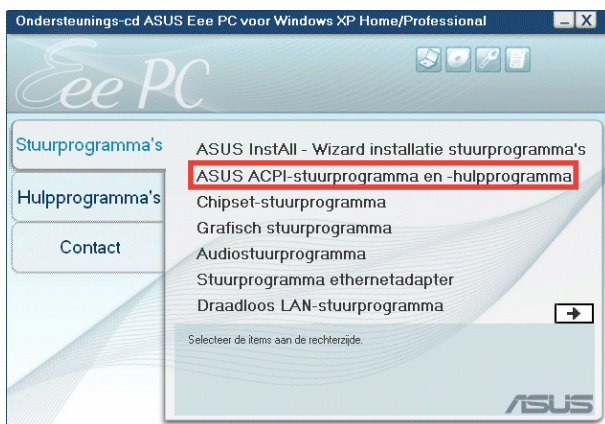 Ondersteunings-cd ASUS Eee PC voor Windows XP Home/Professional
Eee PC
Stuurprogramma's
Hulpprogramma's
Contact
ASUS InstAll - Wizard installatie stuurprogramma's
ASUS ACPI-stuurprogramma en -hulpprogramma
Chipset-stuurprogramma
Grafisch stuurprogramma
Audiostuurprogramma
Stuurprogramma ethernetadapter
Draadloos LAN-stuurprogramma
Selecteer de items aan de rechterzijde.
ASUS